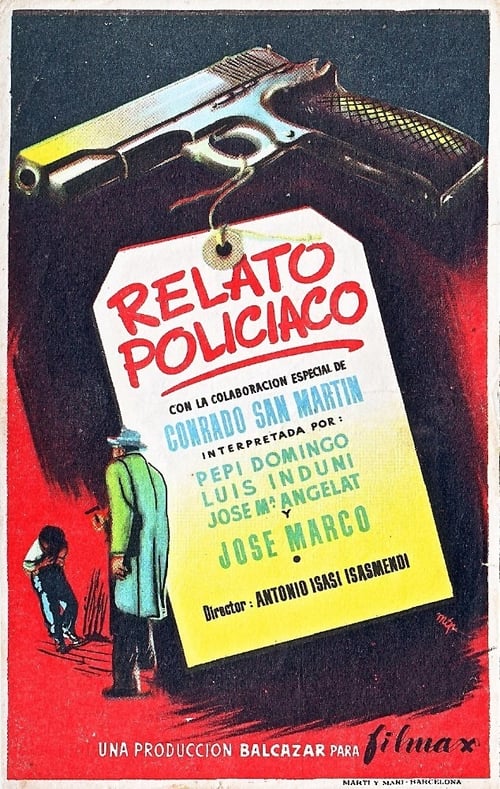 RELATO
POLICIACO
CON LA COLABORACION ESPECIAL DE
CONRADO SAN MARTIN
INTERPRETADA POR:
PEPI DOMINGO
LUIS INDUNI
JOSE Mª ANGELAT
Y
JOSE MARCO
Director: ANTONIO ISASI ISASMENDI
UNA PRODUCCION BALCAZAR PARA filmax
MARTI Y MARI - BARCELONA